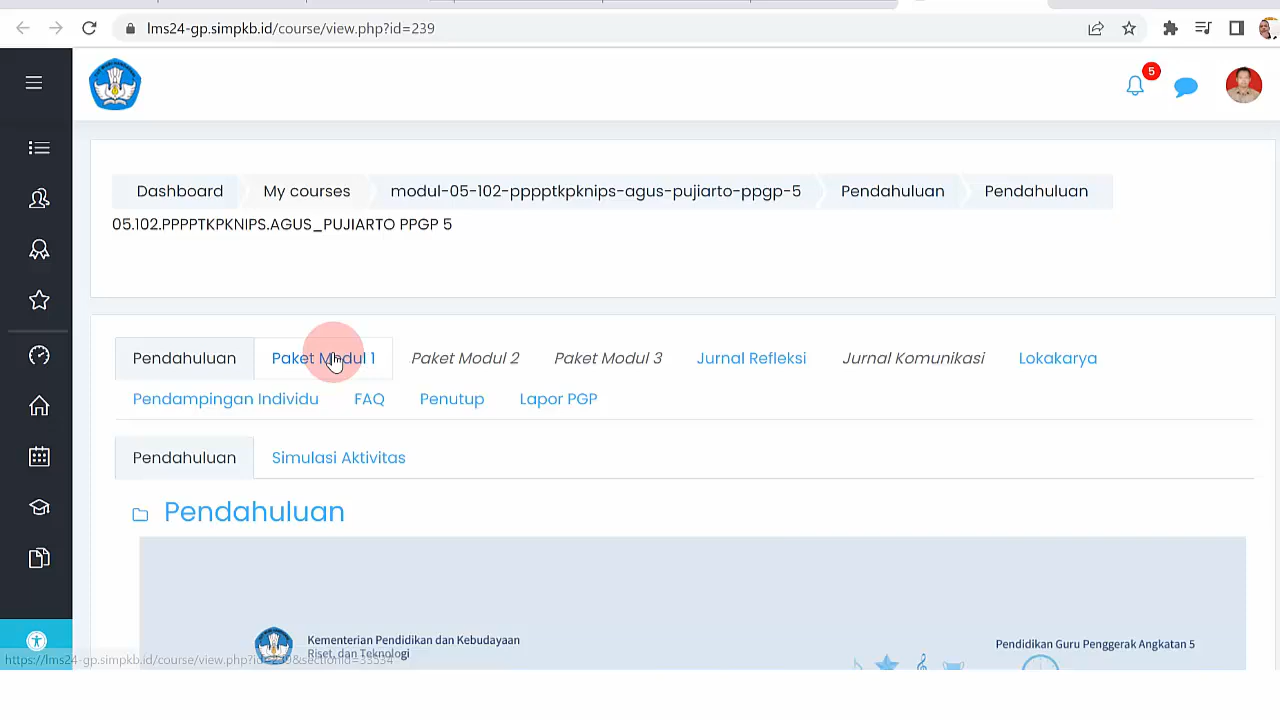 lms24-gp.simpkb.id/course/view.php?id=239
5
Dashboard My courses modul-05-102-pppptkpknips-agus-pujiarto-ppgp-5 Pendahuluan Pendahuluan
05.102.PPPPTKPKNIPS.AGUS_PUJIARTO PPGP 5
Pendahuluan Paket Modul 1 Paket Modul 2 Paket Modul 3 Jurnal Refleksi Jurnal Komunikasi Lokakarya
Pendampingan Individu FAQ Penutup Lapor PGP
Pendahuluan Simulasi Aktivitas
Pendahuluan
Kementerian Pendidikan dan Kebudayaan
Riset, dan Teknologi
Pendidikan Guru Penggerak Angkatan 5